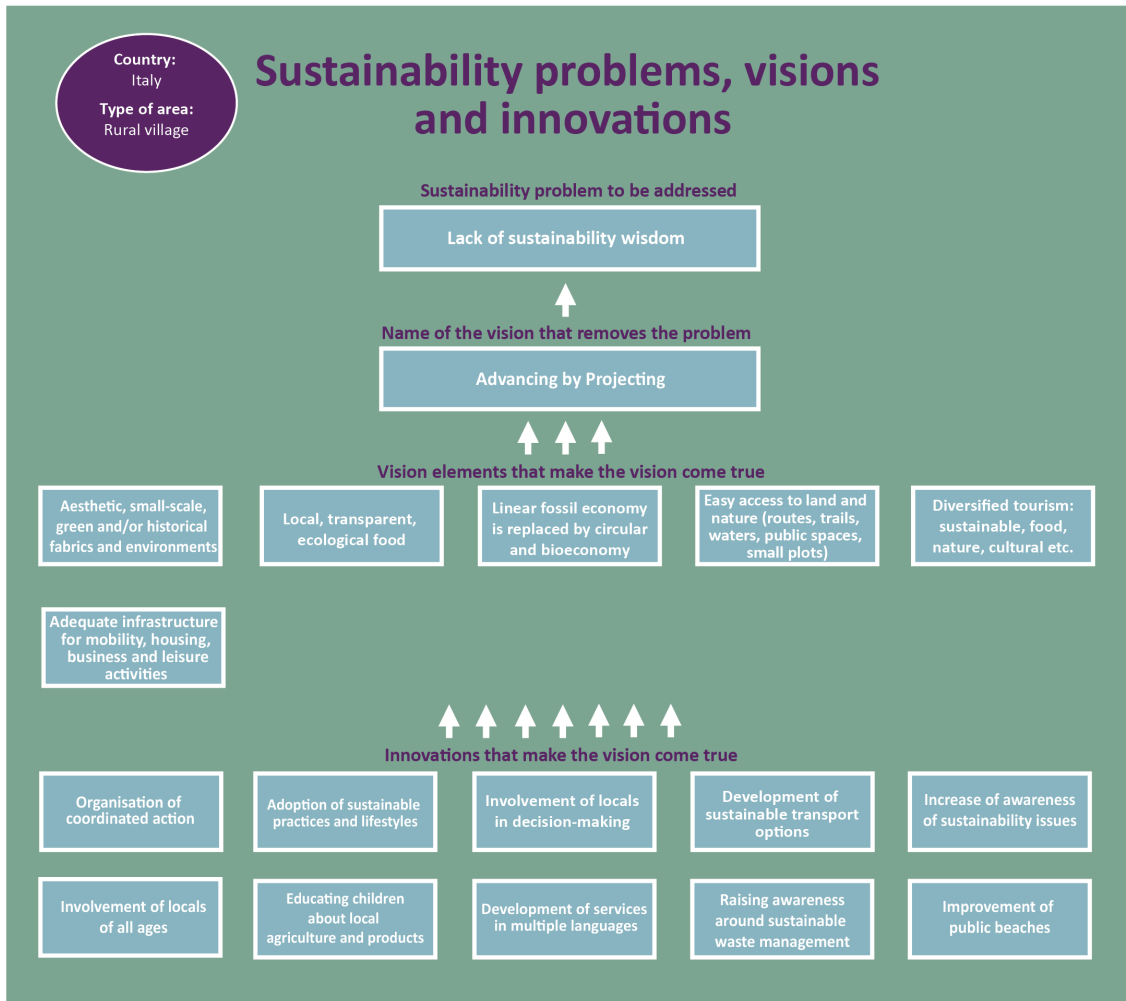 Country:
Italy
Type of area:
Rural village
Sustainability problems, visions
and innovations
Sustainability problem to be addressed
Lack of sustainability wisdom
Name of the vision that removes the problem
Advancing by Projecting
Vision elements that make the vision come true
Aesthetic, small-scale,
green and/or historical
fabrics and environments
Local, transparent,
ecological food
Linear fossil economy
is replaced by circular
and bioeconomy
Easy access to land and
nature (routes, trails,
waters, public spaces,
small plots)
Diversified tourism:
sustainable, food,
nature, cultural etc.
Adequate infrastructure
for mobility, housing,
business and leisure
activities
Innovations that make the vision come true
Organisation of
coordinated action
Adoption of sustainable
practices and lifestyles
Involvement of locals
in decision-making
Development of
sustainable transport
options
Increase of awareness
of sustainability issues
Involvement of locals
of all ages
Educating children
about local
agriculture and products
Development of services
in multiple languages
Raising awareness
around sustainable
waste management
Improvement of
public beaches